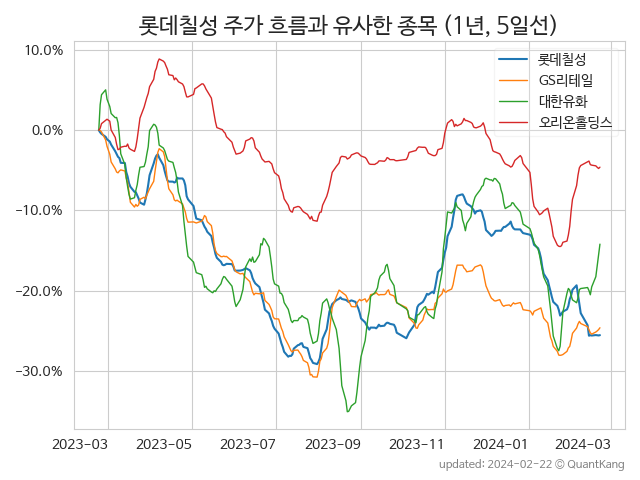 롯데칠성 주가 흐름과 유사한 종목 (1년, 5일선)
10.0%
0.0%
−10.0%
−20.0%
−30.0%
롯데칠성
GS리테일
대한유화
오리온홀딩스
2023-03 2023-05 2023-07 2023-09 2023-11 2024-01 2024-03
updated: 2024-02-22 © QuantKang